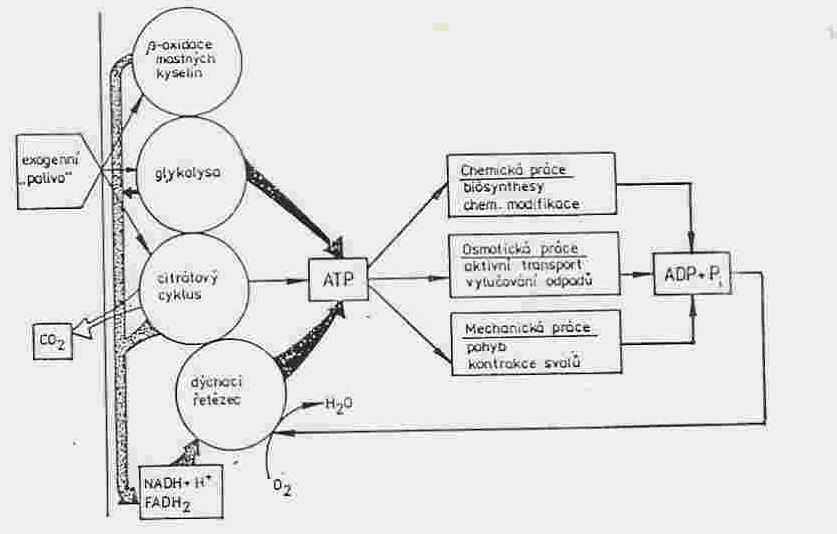 β-oxidace
mastných
kyselin
exogenní
„palivo"
glykolysa
citrátový
cyklus
CO2
dýchací
řetězec
NADH + H+
FADH2
H2O
O2
ATP
Chemická práce
biosynthesy
chem. modifikace
Osmotická práce
aktivní transport
vylučování odpadů
Mechanická práce
pohyb
kontrakce svalů
ADP + Pi